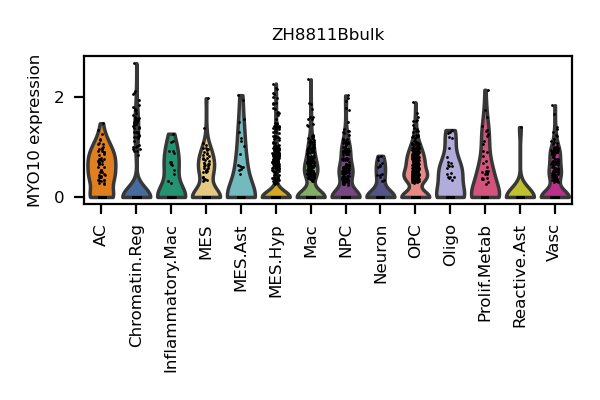 ZH8811Bbulk
MYO10 expression
2
0
AC
Chromatin.Reg
Inflammatory.Mac
MES
MES.Ast
MES.Hyp
Mac
NPC
Neuron
OPC
Oligo
Prolif.Metab
Reactive.Ast
Vasc